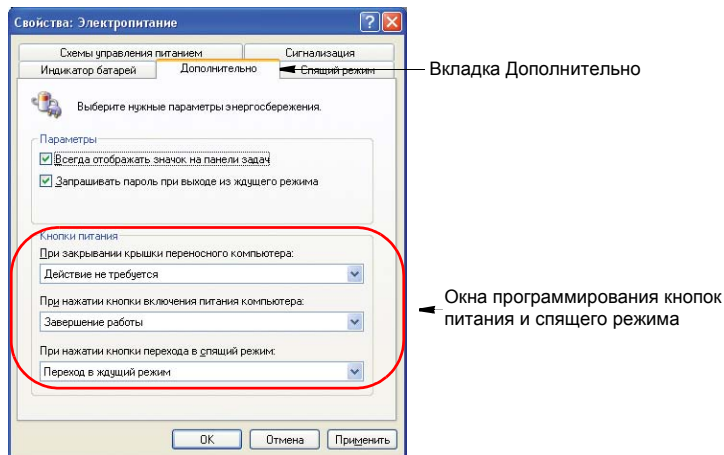 Свойства: Электропитание
Схемы управления питанием
Сигнализация
Индикатор батарей
Дополнительно
Спящий режим
Вкладка Дополнительно
Выберите нужные параметры энергосбережения.
Параметры
Всегда отображать значок на панели задач
Запрашивать пароль при выходе из ждущего режима
Кнопки питания
При закрывании крышки переносного компьютера:
Действие не требуется
При нажатии кнопки включения питания компьютера:
Завершение работы
Окна программирования кнопок
питания и спящего режима
При нажатии кнопки перехода в спящий режим:
Переход в ждущий режим
OK
Отмена
Применить